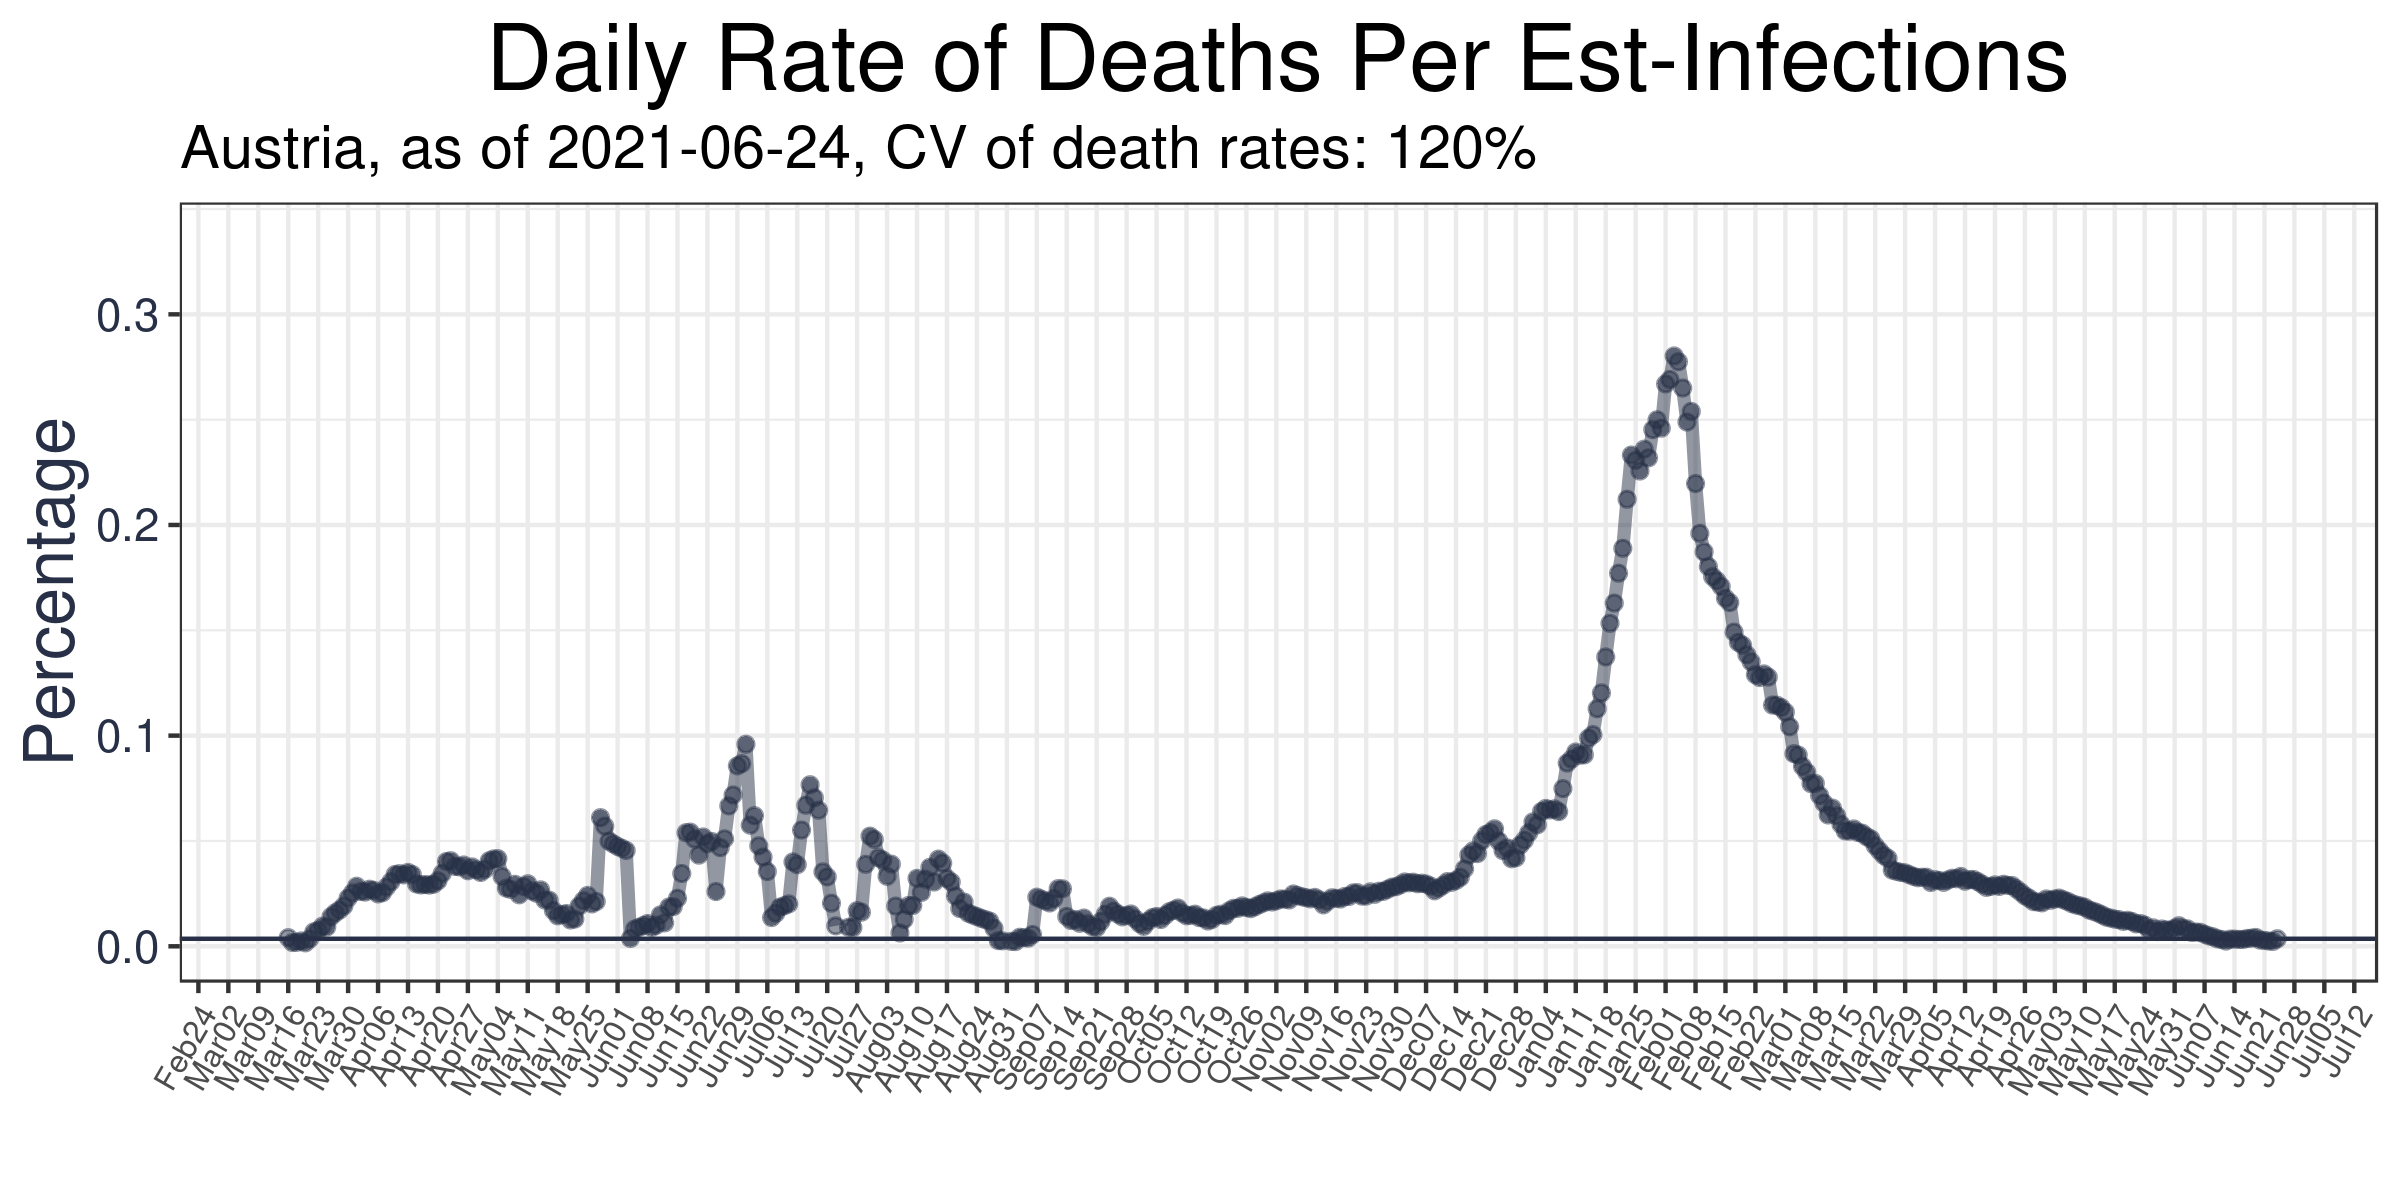 Daily Rate of Deaths Per Est-Infections
Austria, as of 2021-06-24, CV of death rates: 120%
Percentage
0.3
0.2
0.1
0.0
Feb24
Mar02
Mar09
Mar16
Mar23
Mar30
Apr06
Apr13
Apr20
Apr27
May04
May11
May18
May25
Jun01
Jun08
Jun15
Jun22
Jun29
Jul06
Jul13
Jul20
Jul27
Aug03
Aug10
Aug17
Aug24
Aug31
Sep07
Sep14
Sep21
Sep28
Oct05
Oct12
Oct19
Oct26
Nov02
Nov09
Nov16
Nov23
Nov30
Dec07
Dec14
Dec21
Dec28
Jan04
Jan11
Jan18
Jan25
Feb01
Feb08
Feb15
Feb22
Mar01
Mar08
Mar15
Mar22
Mar29
Apr05
Apr12
Apr19
Apr26
May03
May10
May17
May24
May31
Jun07
Jun14
Jun21
Jun28
Jul05
Jul12